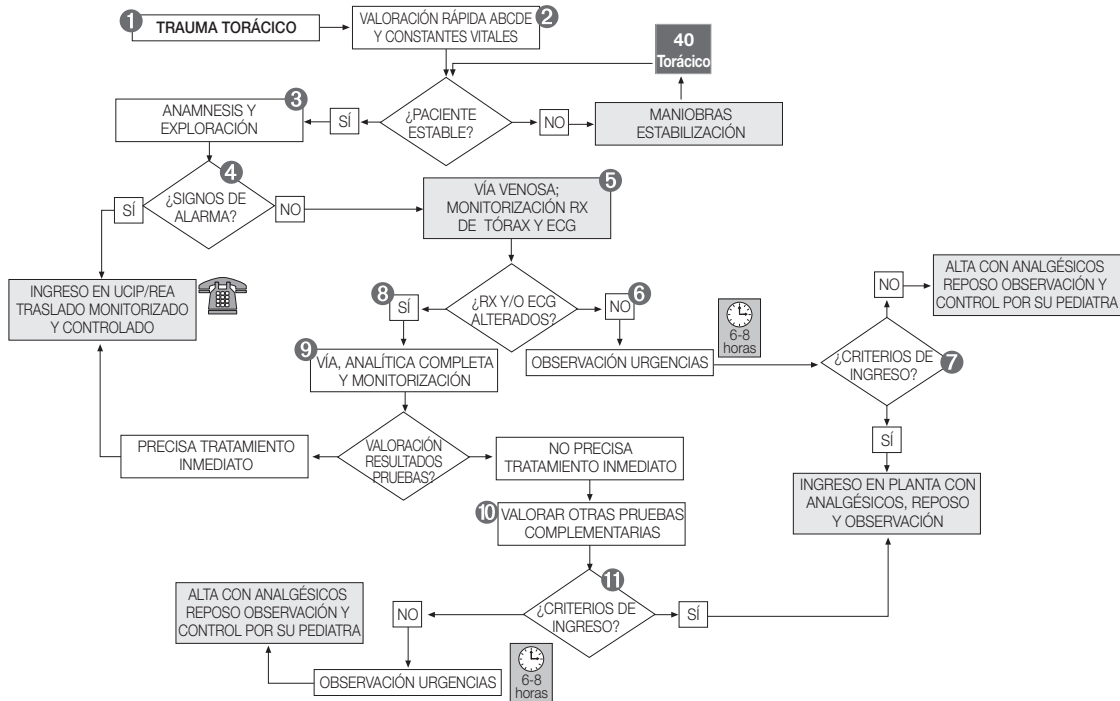 1 TRAUMA TORÁCICO
2
VALORACIÓN RÁPIDA ABCDE
Y CONSTANTES VITALES
40
Torácico
3
ANAMNESIS Y
EXPLORACIÓN
SÍ
¿PACIENTE
ESTABLE?
NO
MANIOBRAS
ESTABILIZACIÓN
4
¿SIGNOS DE
ALARMA?
SÍ
NO
5
VÍA VENOSA;
MONITORIZACIÓN RX
DE TÓRAX Y ECG
INGRESO EN UCIP/REA
TRASLADO MONITORIZADO
Y CONTROLADO
8
SÍ
¿RX Y/O ECG
ALTERADOS?
NO
6
OBSERVACIÓN URGENCIAS
6-8
horas
¿CRITERIOS DE
INGRESO?
7
NO
ALTA CON ANALGÉSICOS
REPOSO OBSERVACIÓN Y
CONTROL POR SU PEDIATRA
SÍ
INGRESO EN PLANTA CON
ANALGÉSICOS, REPOSO
Y OBSERVACIÓN
9
VÍA, ANALÍTICA COMPLETA
Y MONITORIZACIÓN
VALORACIÓN
RESULTADOS
PRUEBAS?
PRECISA TRATAMIENTO
INMEDIATO
NO PRECISA
TRATAMIENTO INMEDIATO
10
VALORAR OTRAS PRUEBAS
COMPLEMENTARIAS
11
¿CRITERIOS DE
INGRESO?
SÍ
NO
OBSERVACIÓN URGENCIAS
6-8
horas
ALTA CON ANALGÉSICOS
REPOSO OBSERVACIÓN Y
CONTROL POR SU PEDIATRA